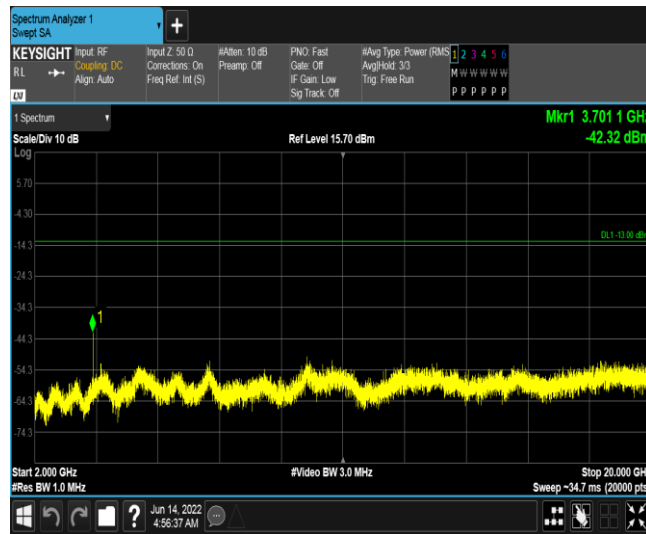 Spectrum Analyzer 1
Swept SA
KEYSIGHT Input: RF Input Z: 50 Ω #Atten: 10 dB PNO: Fast #Avg Type: Power (RMS 1 2 3 4 5 6
RL Coupling: DC Corrections: On Preamp: Off Gate: Off Avg|Hold: 3/3 M W W W W W
Align: Auto Freq Ref: Int (S) IF Gain: Low Trig: Free Run
Sig Track: Off P P P P P P
LXI
1 Spectrum Mkr1 3.701 1 GHz
Scale/Div 10 dB Ref Level 15.70 dBm -42.32 dBm
Log
5.70
-4.30
DL1 -13.00 dBm
-14.3
-24.3
-34.3
1
-44.3
-54.3
-64.3
-74.3
Start 2.000 GHz #Video BW 3.0 MHz Stop 20.000 GHz
#Res BW 1.0 MHz Sweep ~34.7 ms (20000 pts
? Jun 14, 2022
4:56:37 AM